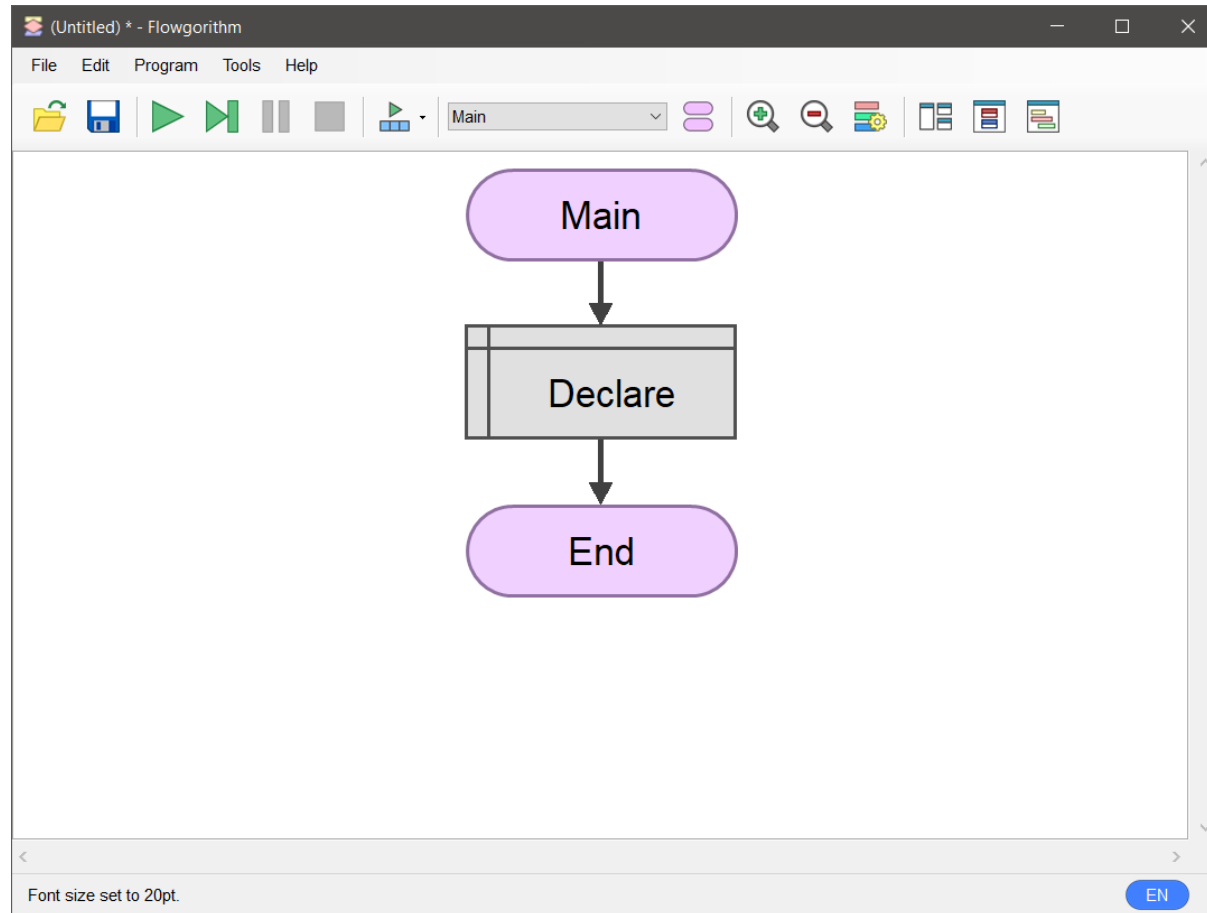 (Untitled) * - Flowgorithm
File Edit Program Tools Help
Main
Main
Declare
End
Font size set to 20pt.
EN